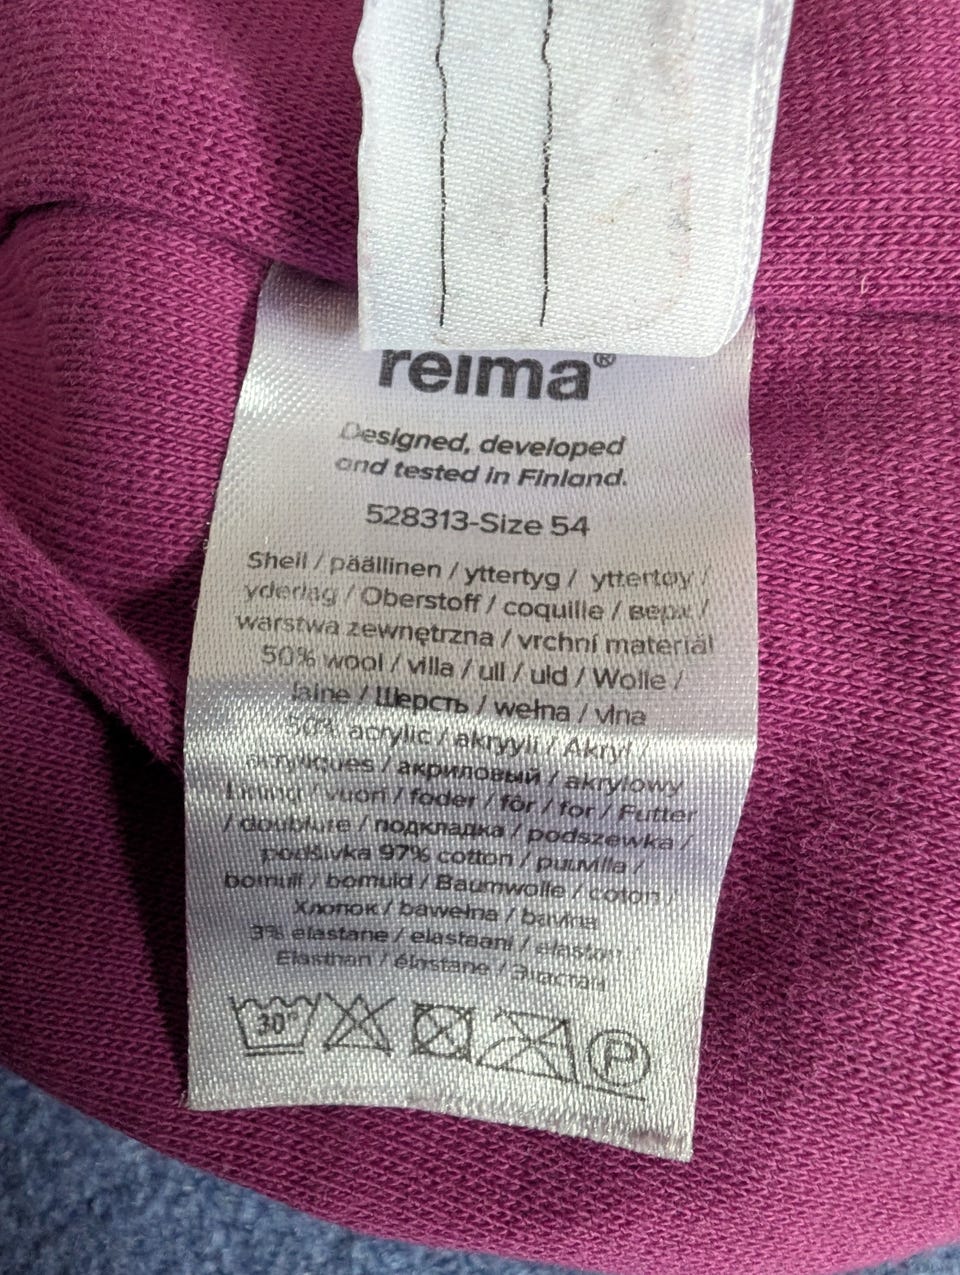 reima®
Designed, developed
and tested in Finland.
528313-Size 54
Shell / päällinen / yttertyg / yttertøy /
yderlag / Oberstoff / coquille / верх /
warstwa zewnętrzna / vrchní materiál
50% wool / villa / ull / uld / Wolle /
laine / Шерсть / wełna / vlna
50% acrylic / akryyli / Akryl /
acryliques / акриловый / akrylowy
Lining / vuori / foder / fôr / for / Futter
/ doublure / подкладка / podszewka /
podšívka 97% cotton / puuvilla /
bomull / bomuld / Baumwolle / coton /
Хлопок / bawełna / bavlna
3% elastane / elastaani / elastan
Elasthan / élastane / Эластан
30°
P